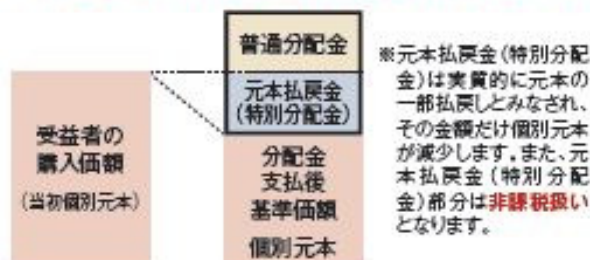 普通分配金
元本払戻金
(特別分配金)
受益者の
購入価額
(当初個別元本)
分配金
支払後
基準価額
個別元本
※元本払戻金(特別分配
金)は実質的に元本の
一部払戻しとみなされ、
その金額だけ個別元本
が減少します。また、元
本払戻金(特別分配
金)部分は非課税扱い
となります。